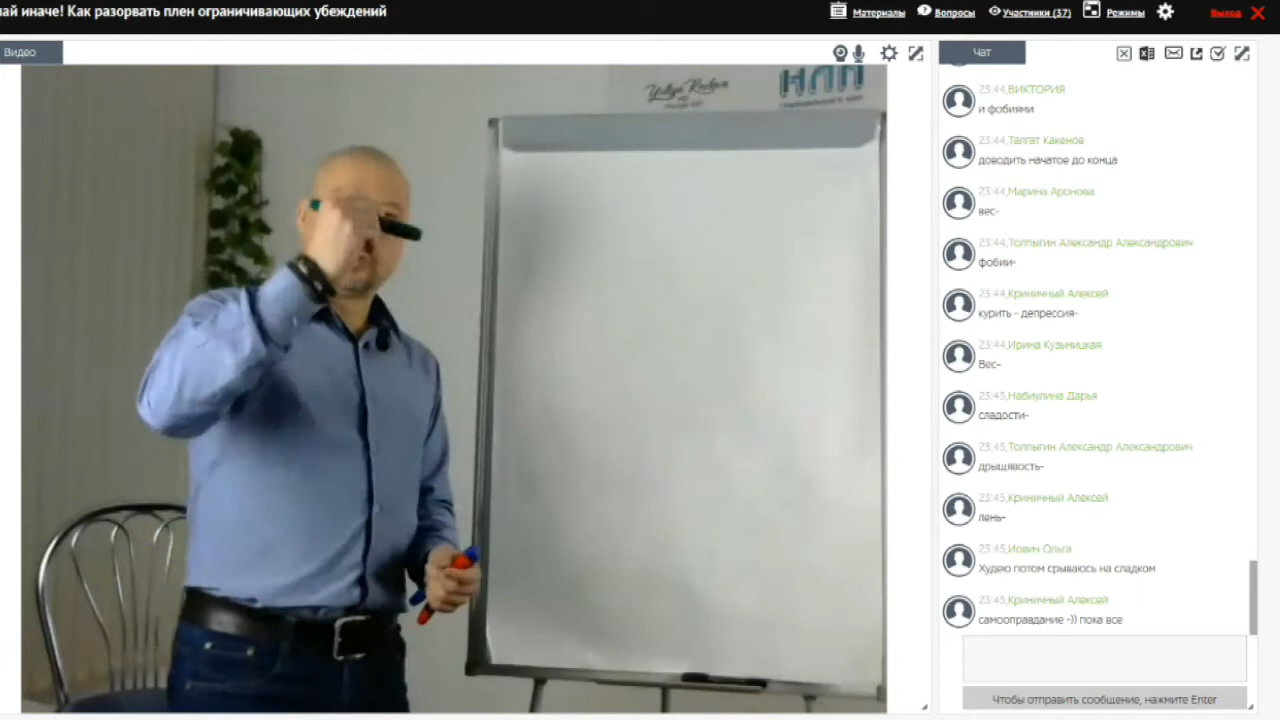 ай иначе! Как разорвать плен ограничивающих убеждений
Материалы
Вопросы
Участники (37)
Режимы
Выход
Видео
Чат
НЛП
23:44,ВИКТОРИЯ
и фобиями
23:44,Талгат Какенов
доводить начатое до конца
23:44,Марина Аронова
вес-
23:44,Толпыгин Александр Александрович
фобии-
23:44,Криничный Алексей
курить - депрессия-
23:44,Ирина Кузьмицкая
Вес-
23:45,Набиулина Дарья
сладости-
23:45,Толпыгин Александр Александрович
дрыщявость-
23:45,Криничный Алексей
лень-
23:45,Иович Ольга
Худею потом срываюсь на сладком
23:45,Криничный Алексей
самооправдание -)) пока все
Чтобы отправить сообщение, нажмите Enter